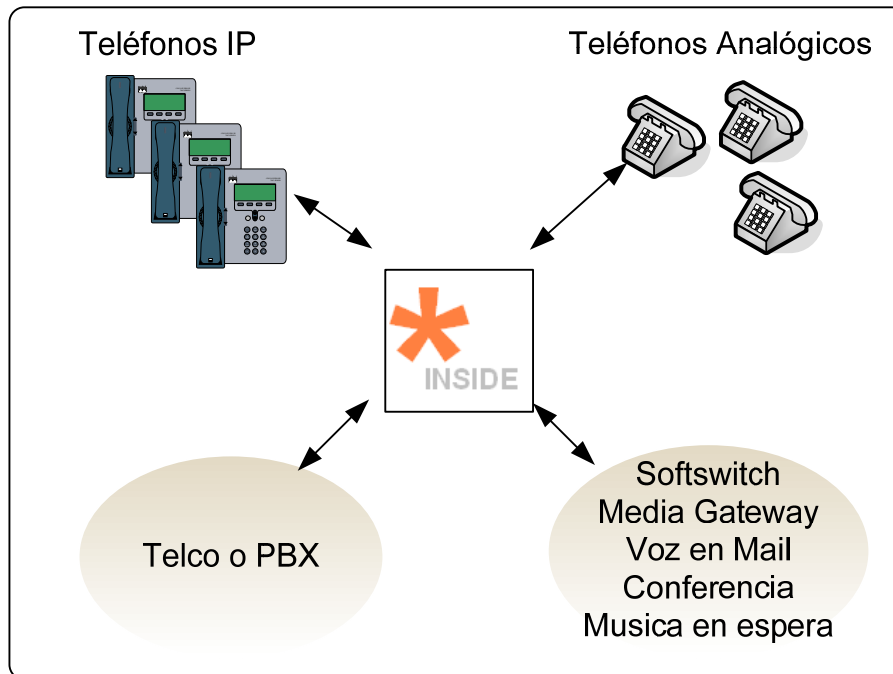 Teléfonos IP
Teléfonos Analógicos
INSIDE
Telco o PBX
Softswitch
Media Gateway
Voz en Mail
Conferencia
Musica en espera